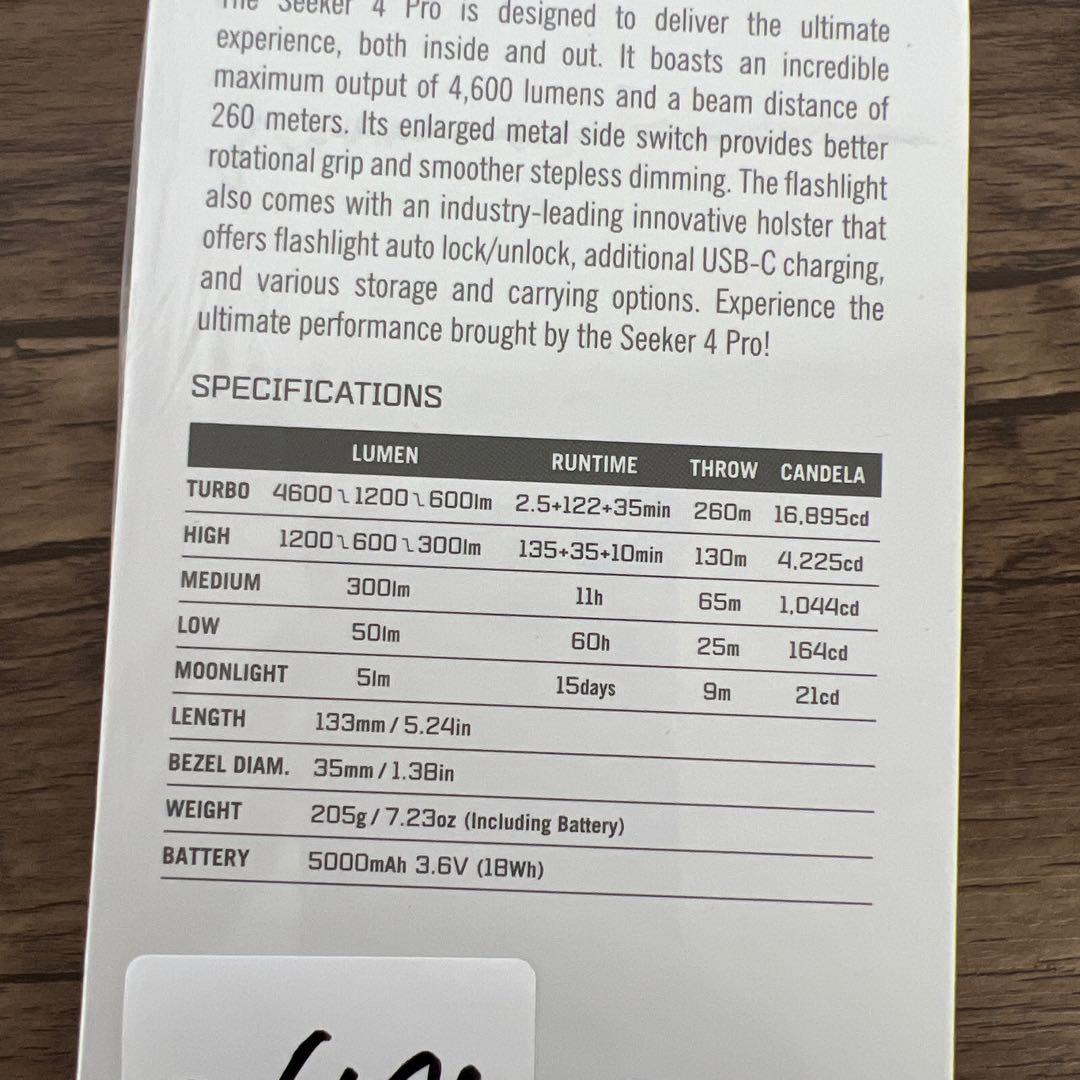 The Seeker 4 Pro is designed to deliver the ultimate
experience, both inside and out. It boasts an incredible
maximum output of 4,600 lumens and a beam distance of
260 meters. Its enlarged metal side switch provides better
rotational grip and smoother stepless dimming. The flashlight
also comes with an industry-leading innovative holster that
offers flashlight auto lock/unlock, additional USB-C charging,
and various storage and carrying options. Experience the
ultimate performance brought by the Seeker 4 Pro!
SPECIFICATIONS
LUMEN RUNTIME THROW CANDELA
TURBO 4600 ⤵ 1200 ⤵ 600lm 2.5+122+35min 260m 16,895cd
HIGH 1200 ⤵ 600 ⤵ 300lm 135+35+10min 130m 4,225cd
MEDIUM 300lm 11h 65m 1,044cd
LOW 50lm 60h 25m 164cd
MOONLIGHT 5lm 15days 9m 21cd
LENGTH 133mm / 5.24in
BEZEL DIAM. 35mm / 1.38in
WEIGHT 205g / 7.23oz (Including Battery)
BATTERY 5000mAh 3.6V (18Wh)